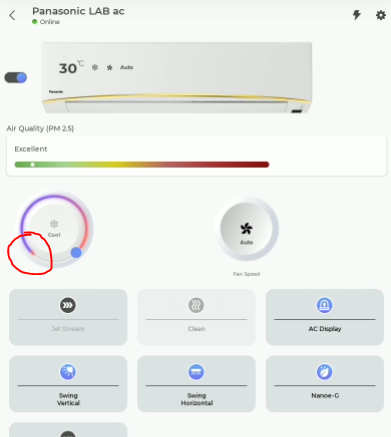 Panasonic LAB ac
Online
30°C Auto
Panasonic
Air Quality (PM 2.5)
Excellent
Cool
Auto
Fan Speed
Jet Stream
Clean
AC Display
Swing
Vertical
Swing
Horizontal
Nanoe-G